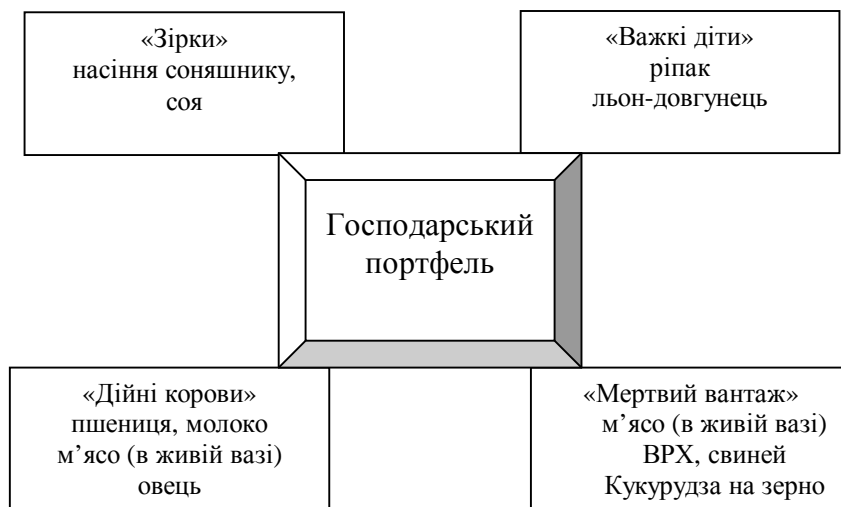 «Зірки»
насіння соняшнику,
соя
«Важкі діти»
ріпак
льон-довгунець
Господарський
портфель
«Дійні корови»
пшениця, молоко
м’ясо (в живій вазі)
овець
«Мертвий вантаж»
м’ясо (в живій вазі)
ВРХ, свиней
Кукурудза на зерно